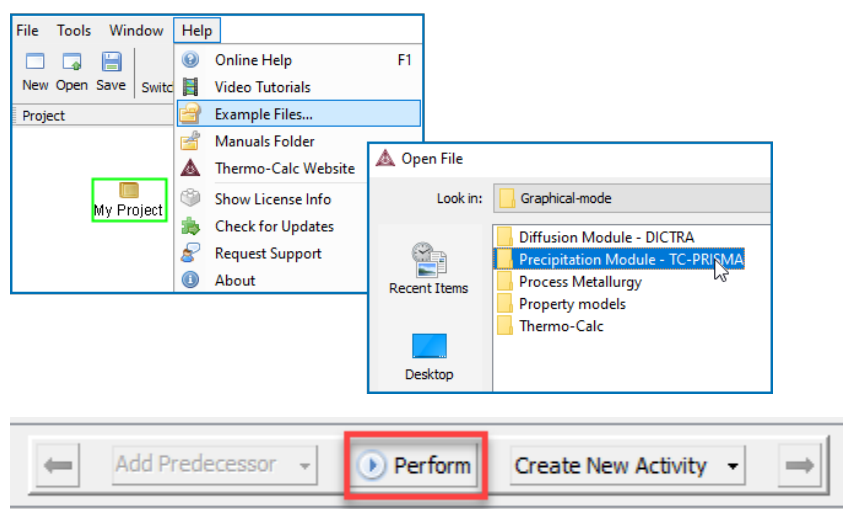 File Tools Window Help
New Open Save Switc
Project
My Project
Online Help F1
Video Tutorials
Example Files...
Manuals Folder
Thermo-Calc Website
Show License Info
Check for Updates
Request Support
About
Open File
Look in: Graphical-mode
Recent Items
Desktop
Diffusion Module - DICTRA
Precipitation Module - TC-PRISMA
Process Metallurgy
Property models
Thermo-Calc
Add Predecessor Perform Create New Activity